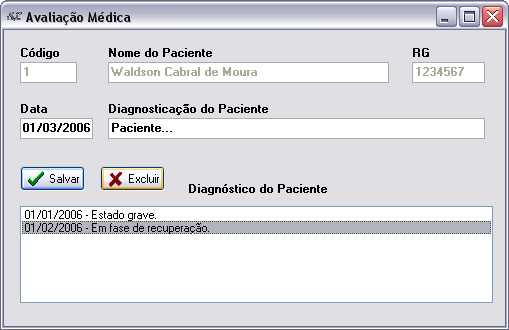 Avaliação Médica
Código Nome do Paciente RG
1 Waldson Cabral de Moura 1234567
Data Diagnosticação do Paciente
01/03/2006 Paciente...
Salvar Excluir Diagnóstico do Paciente
01/01/2006 - Estado grave.
01/02/2006 - Em fase de recuperação.